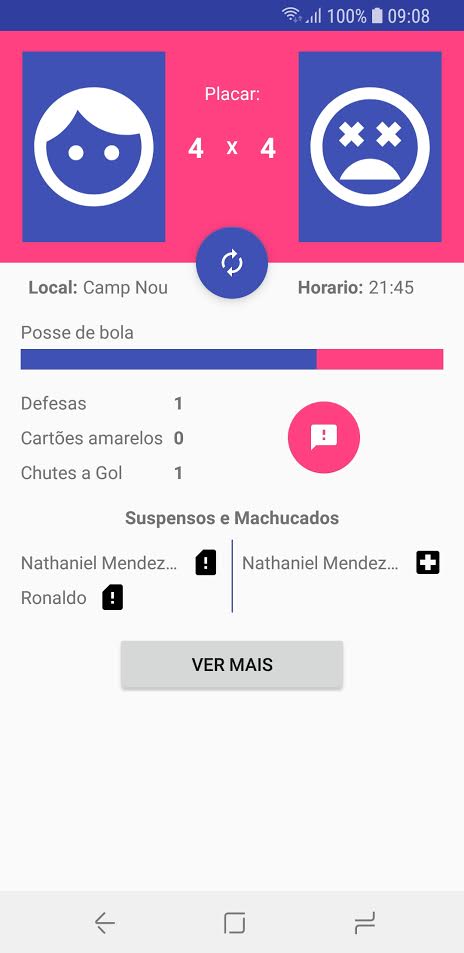 100% 09:08
Placar:
4 x 4
Local: Camp Nou
Horario: 21:45
Posse de bola
Defesas 1
Cartões amarelos 0
Chutes a Gol 1
Suspensos e Machucados
Nathaniel Mendez... Nathaniel Mendez...
Ronaldo
VER MAIS